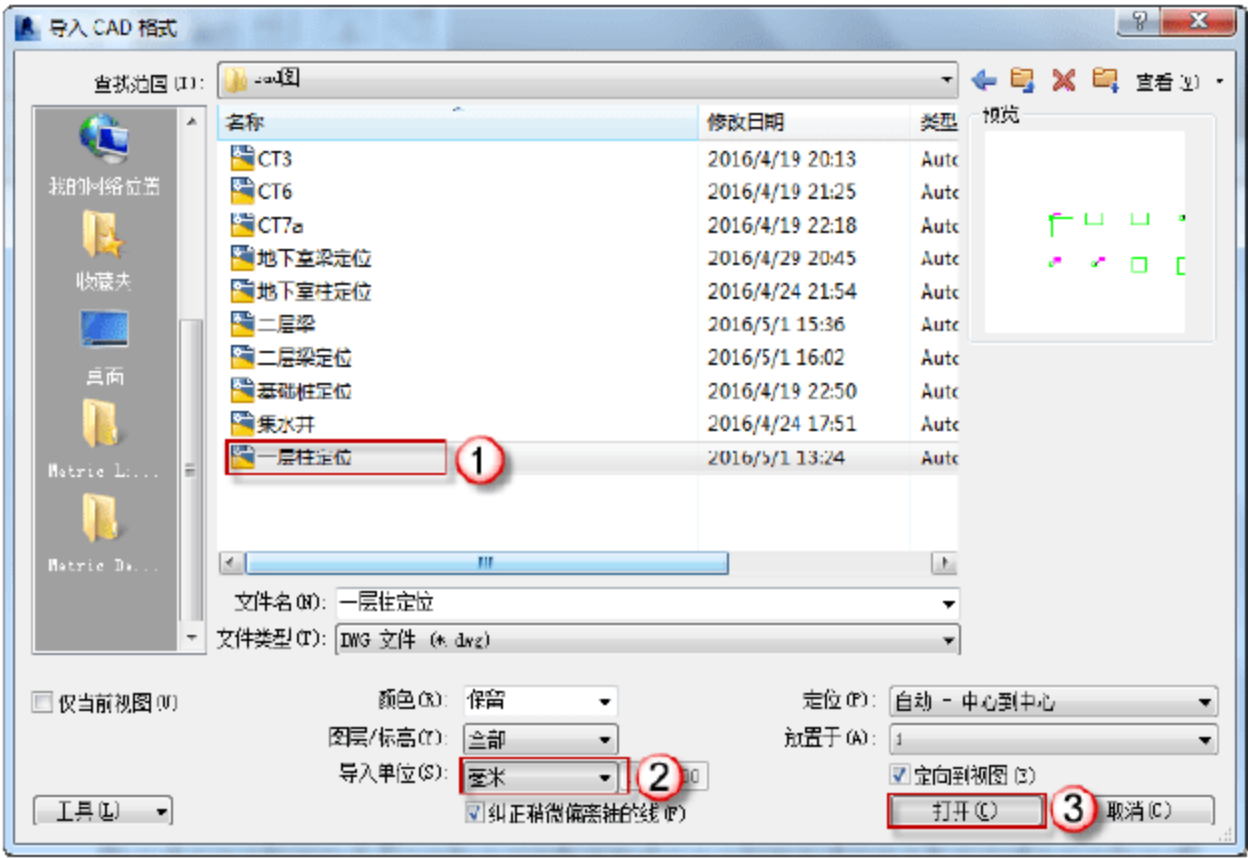 导入 CAD 格式
查找范围(I):
cad图
查看(V)
我的网络位置
收藏夹
桌面
Metric Li...
Metric De...
名称 修改日期 类型
CT3 2016/4/19 20:13 Auto
CT6 2016/4/19 21:25 Auto
CT7a 2016/4/19 22:18 Auto
地下室梁定位 2016/4/29 20:45 Auto
地下室柱定位 2016/4/24 21:54 Auto
二层梁 2016/5/1 15:36 Auto
二层梁定位 2016/5/1 16:02 Auto
基础桩定位 2016/4/19 22:50 Auto
集水井 2016/4/24 17:51 Auto
一层柱定位 2016/5/1 13:24 Auto
1
预览
文件名(N): 一层柱定位
文件类型(T): DWG 文件 (*.dwg)
仅当前视图(U)
颜色(R): 保留
图层/标高(Y): 全部
导入单位(S): 毫米
2
纠正稍微偏离轴的线(F)
定位(P): 自动 - 中心到中心
放置于(A): 1
定向到视图(B)
工具(L)
打开(O)
3
取消(C)